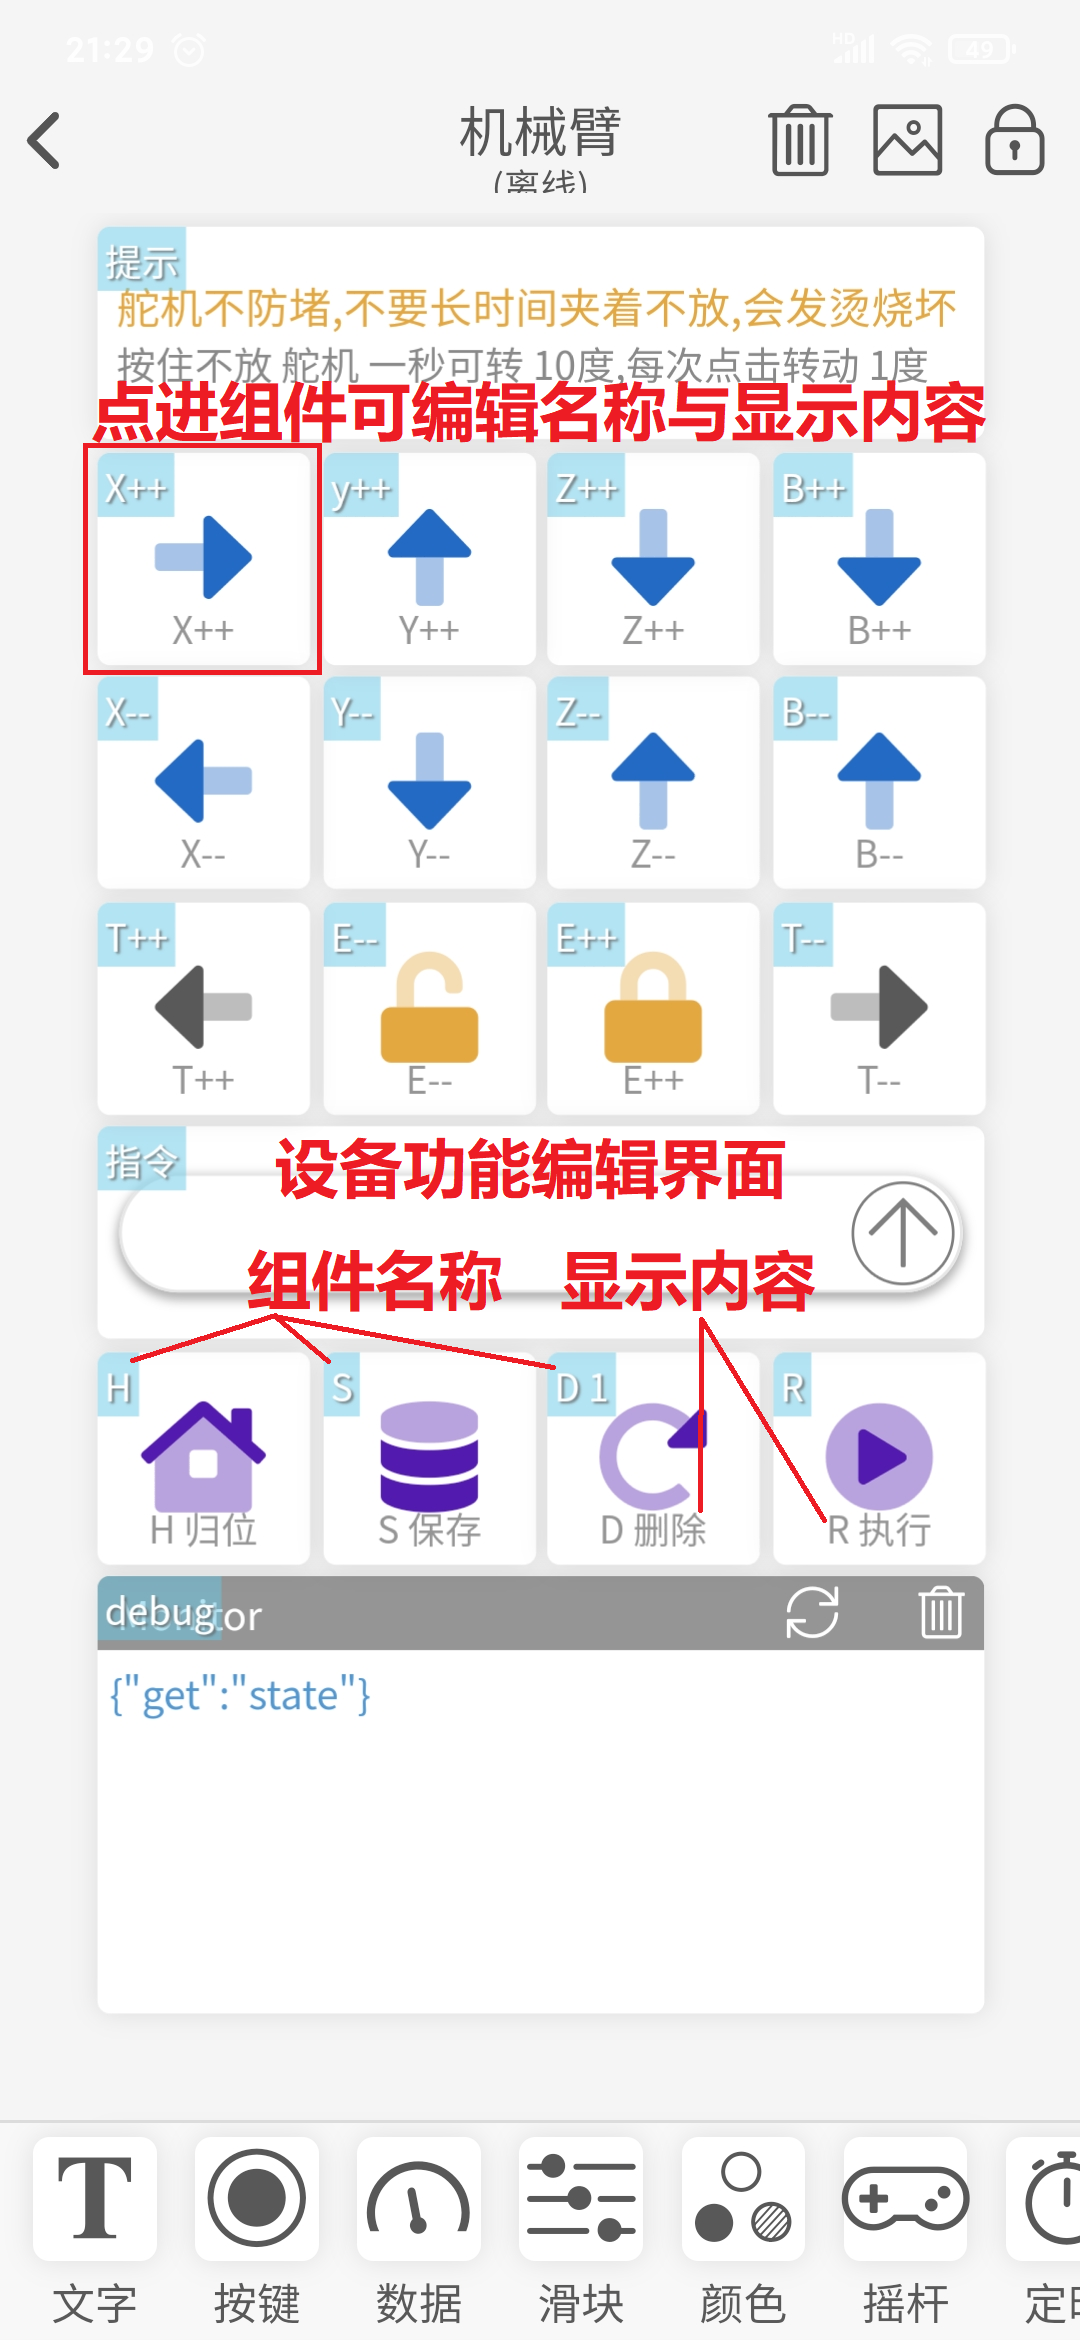 21:29
HD
49
机械臂
(离线)
提示
舵机不防堵,不要长时间夹着不放,会发烫烧坏
按住不放 舵机 一秒可转 10度,每次点击转动 1度
点进组件可编辑名称与显示内容
X++
y++
Z++
B++
X++
Y++
Z++
B++
X--
Y--
Z--
B--
X--
Y--
Z--
B--
T++
E--
E++
T--
T++
E--
E++
T--
指令
设备功能编辑界面
组件名称 显示内容
H
S
D 1
R
H 归位
S 保存
D 删除
R 执行
debug
Monitor
{"get":"state"}
文字
按键
数据
滑块
颜色
摇杆
定时